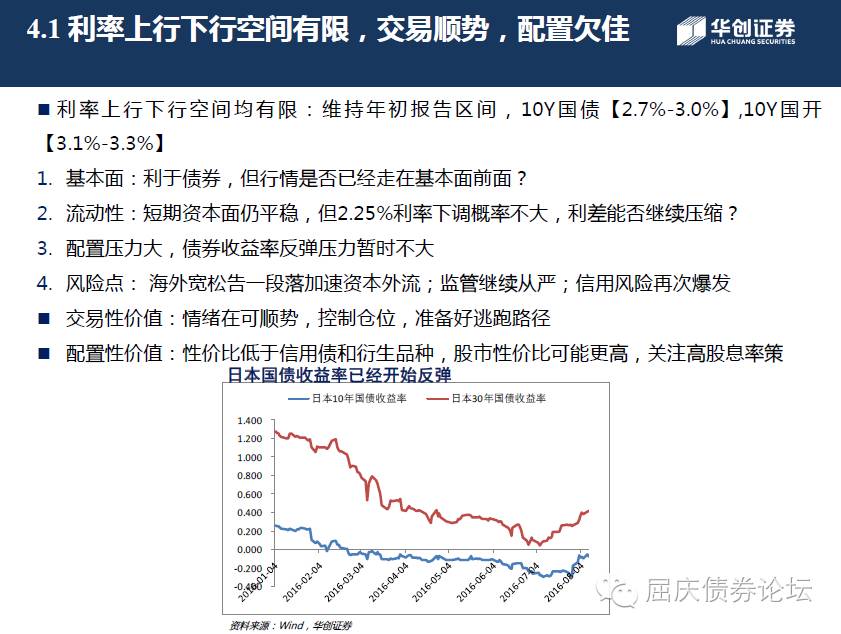 4.1 利率上行下行空间有限，交易顺势，配置欠佳
华创证券
HUA CHUANG SECURITIES
■ 利率上行下行空间均有限：维持年初报告区间，10Y国债【2.7%-3.0%】,10Y国开
【3.1%-3.3%】
1. 基本面：利于债券，但行情是否已经走在基本面前面？
2. 流动性：短期资本面仍平稳，但2.25%利率下调概率不大，利差能否继续压缩？
3. 配置压力大，债券收益率反弹压力暂时不大
4. 风险点： 海外宽松告一段落加速资本外流；监管继续从严；信用风险再次爆发
■ 交易性价值：情绪在可顺势，控制仓位，准备好逃跑路径
■ 配置性价值：性价比低于信用债和衍生品种，股市性价比可能更高，关注高股息率策
日本国债收益率已经开始反弹
日本10年国债收益率 日本30年国债收益率
1.400
1.200
1.000
0.800
0.600
0.400
0.200
0.000
-0.200
-0.400
2016-01-04 2016-02-04 2016-03-04 2016-04-04 2016-05-04 2016-06-04 2016-07-04 2016-08-04
屈庆债券论坛
资料来源：Wind，华创证券